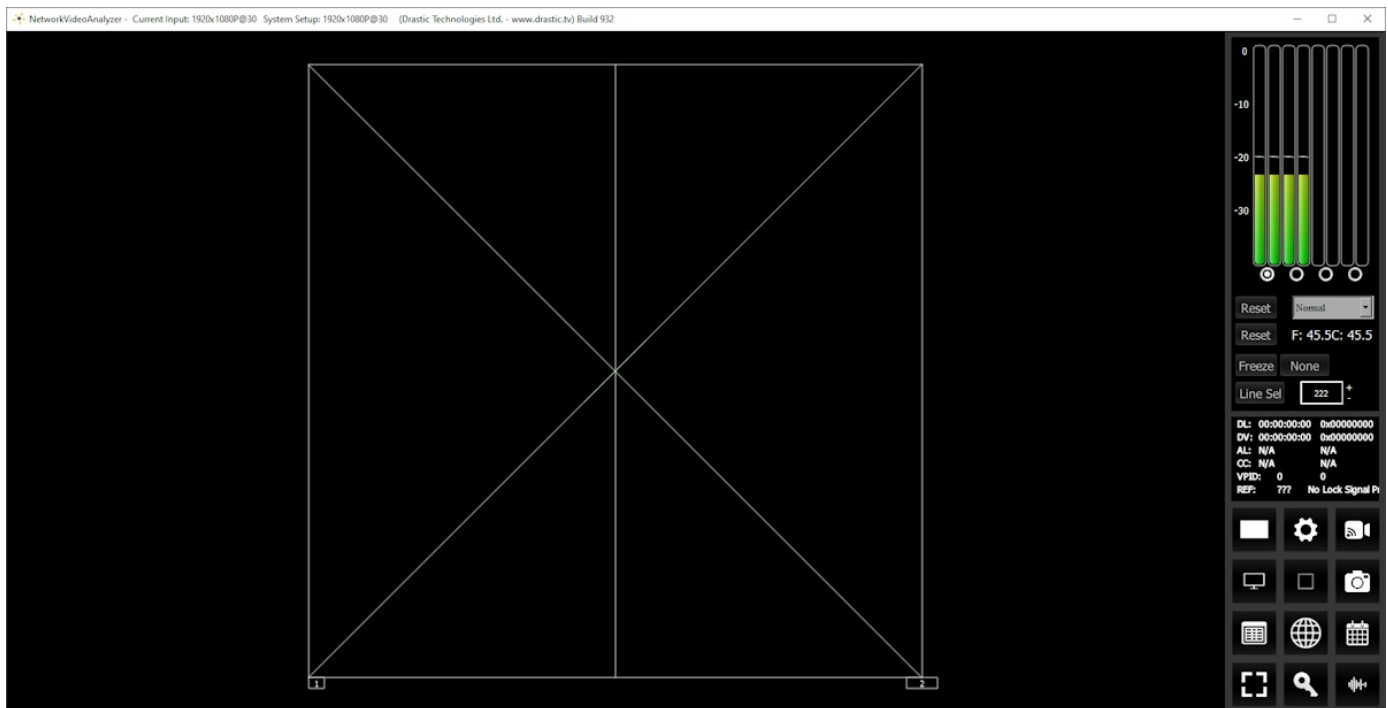 NetworkVideoAnalyzer - Current Input: 1920x1080P@30 System Setup: 1920x1080P@30 (Drastic Technologies Ltd. - www.drastic.tv) Build 932
0
-10
-20
-30
Reset Normal
Reset F: 45.5C: 45.5
Freeze None
Line Sel 222 + -
DL: 00:00:00:00 0x00000000
DV: 00:00:00:00 0x00000000
AL: N/A N/A
CC: N/A N/A
VPID: 0 0
REF: ??? No Lock Signal Pr
1 2